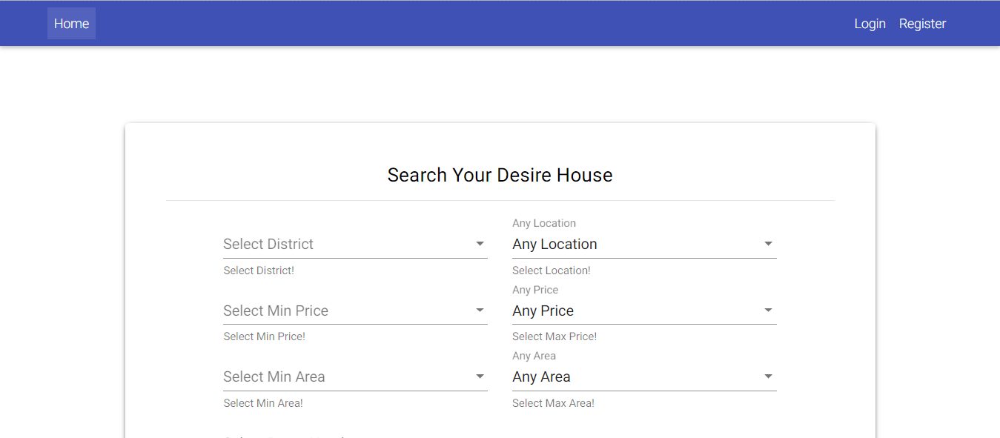 Home Login Register
Search Your Desire House
Any Location
Select District Any Location
Select District! Select Location!
Any Price
Select Min Price Any Price
Select Min Price! Select Max Price!
Any Area
Select Min Area Any Area
Select Min Area! Select Max Area!